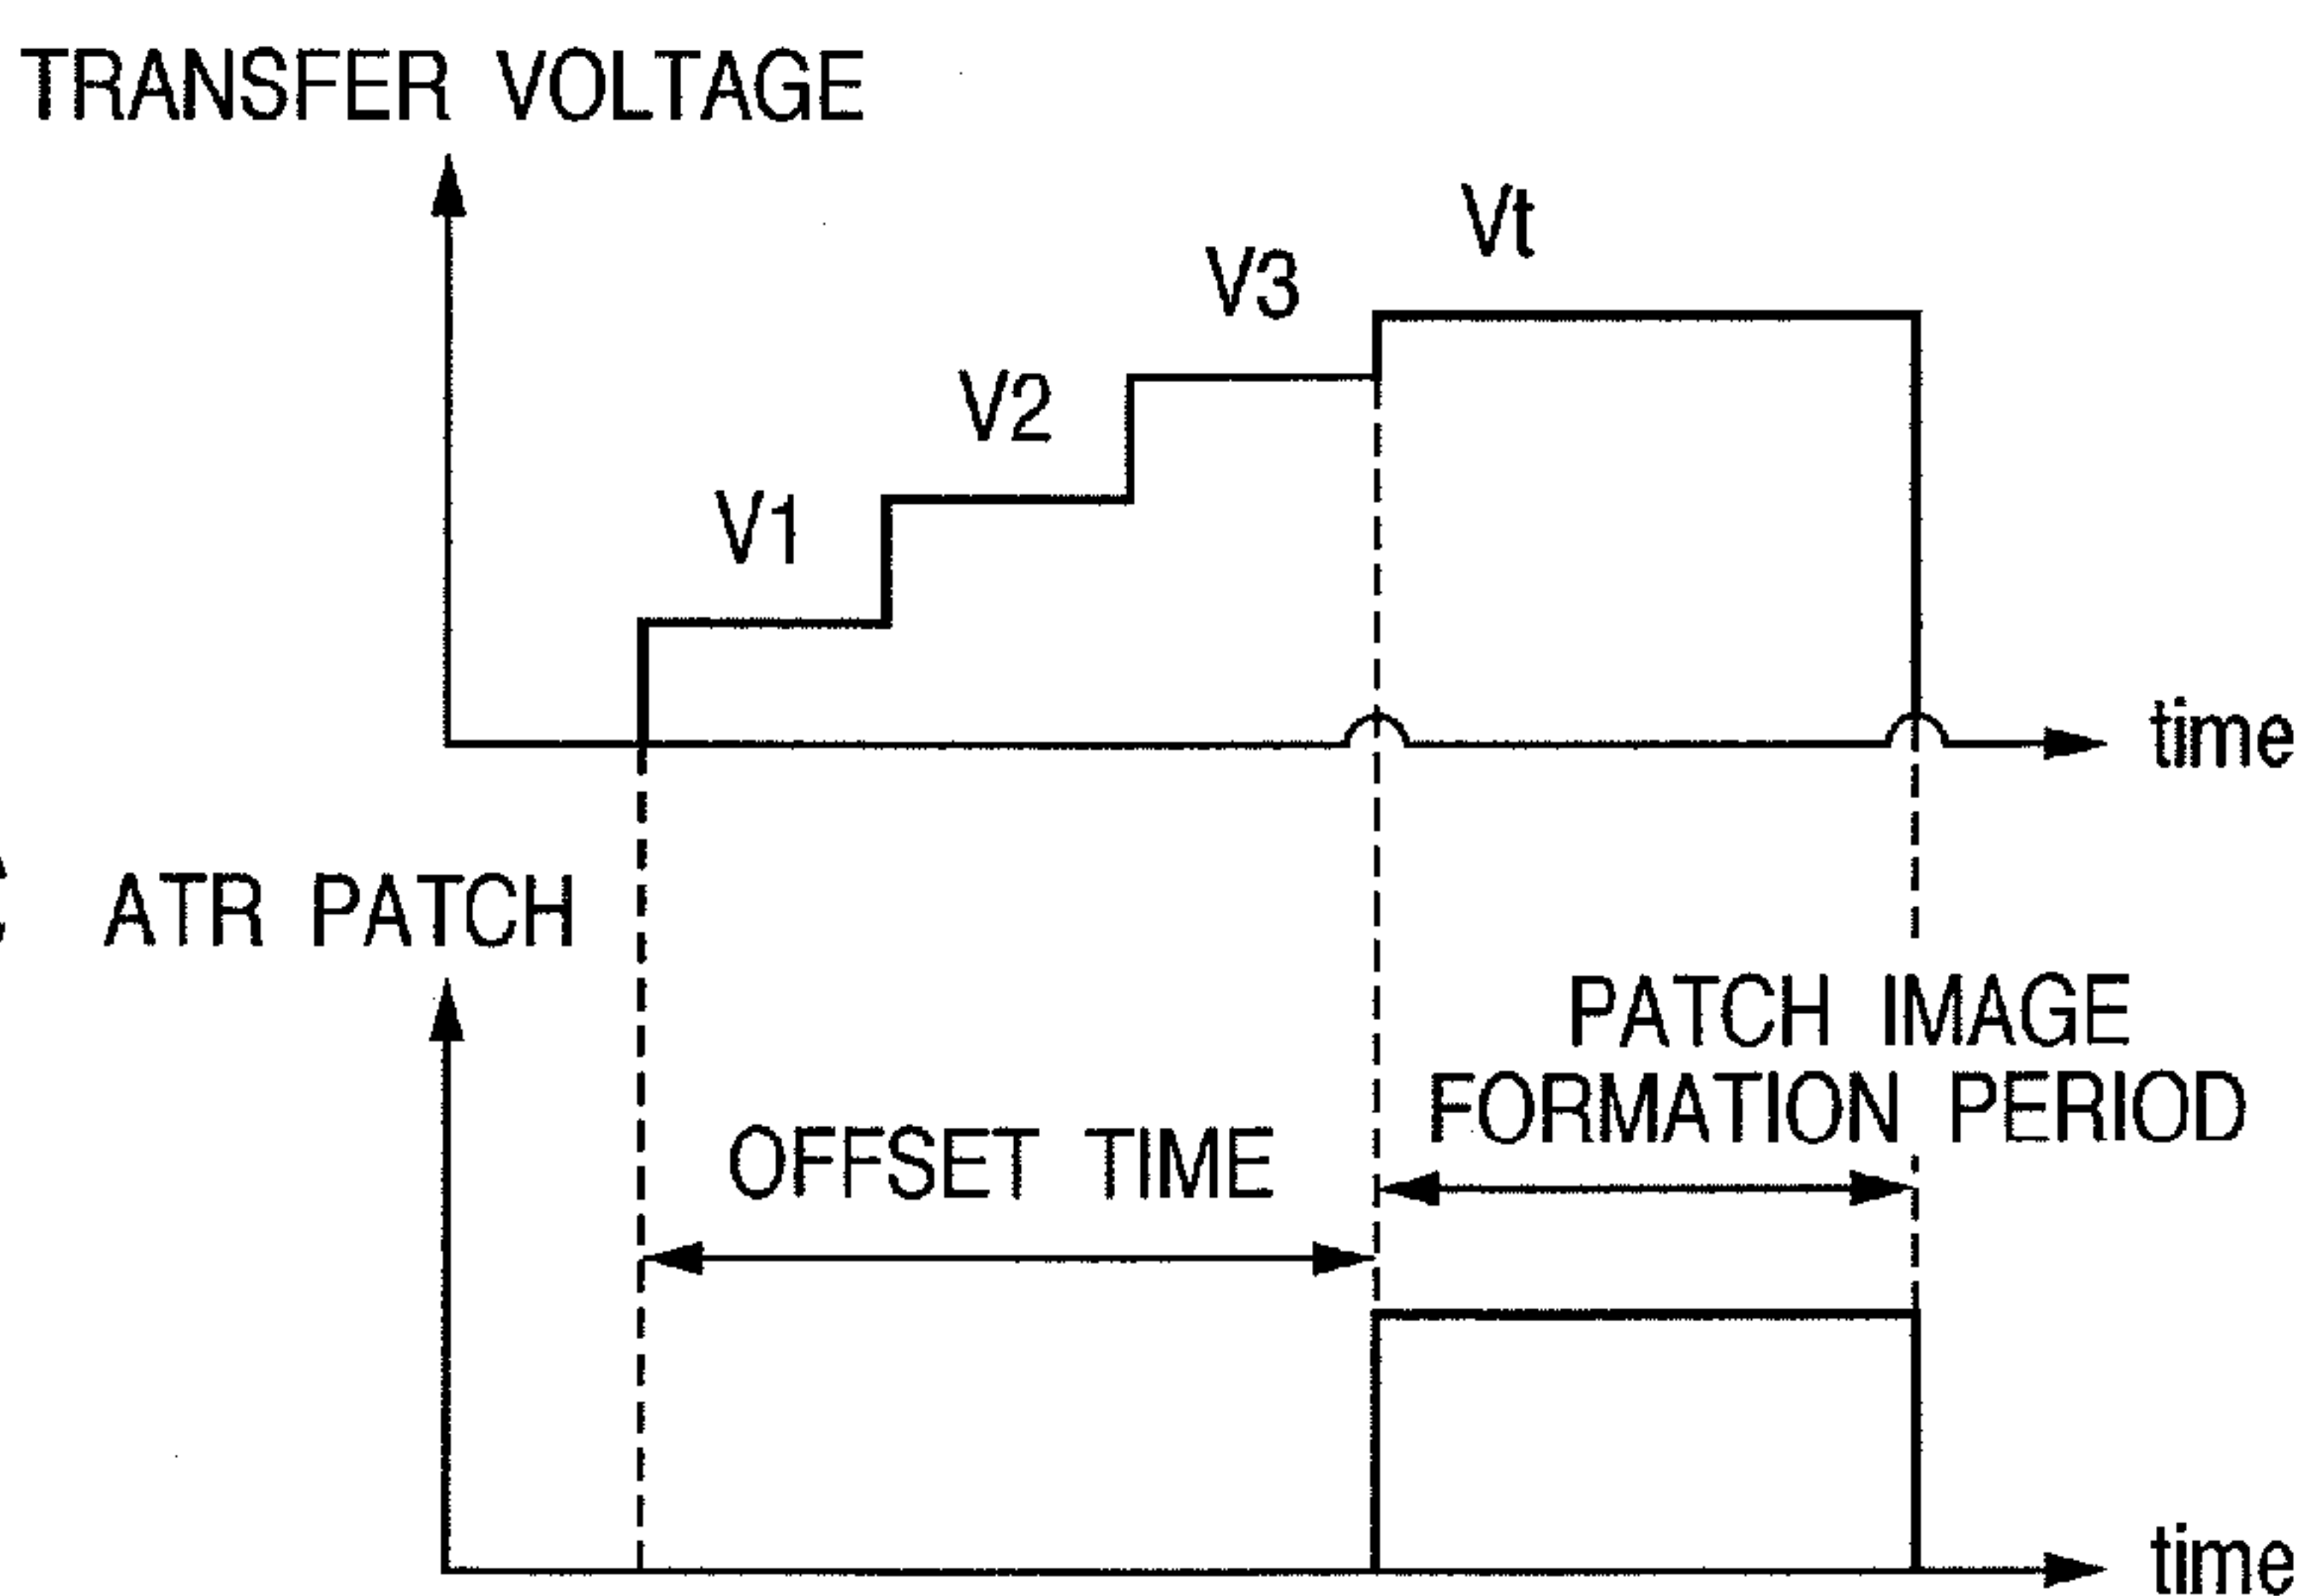 TRANSFER VOLTAGE
Vt
V3
V2
V1
time
ATR PATCH
PATCH IMAGE
FORMATION PERIOD
OFFSET TIME
time